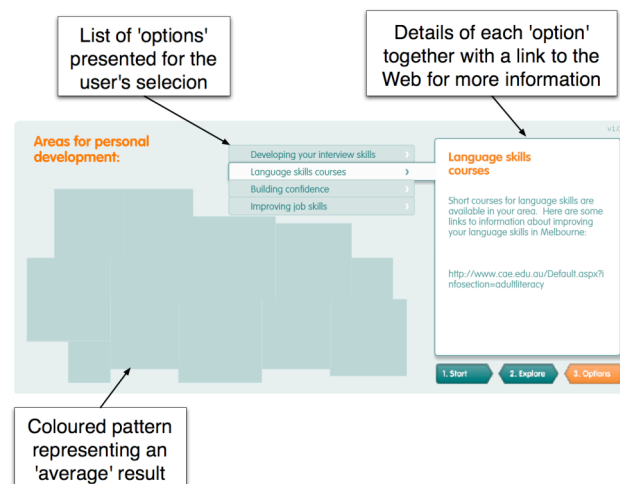 List of 'options'
presented for the
user's selecion
Details of each 'option'
together with a link to the
Web for more information
Areas for personal
development:
Developing your interview skills
Language skills courses
Building confidence
Improving job skills
Language skills
courses
Short courses for language skills are
available in your area. Here are some
links to information about improving
your language skills in Melbourne:
http://www.cae.edu.au/Default.aspx?i
nfosection=adultliteracy
1. Start
2. Explore
3. Options
Coloured pattern
representing an
'average' result